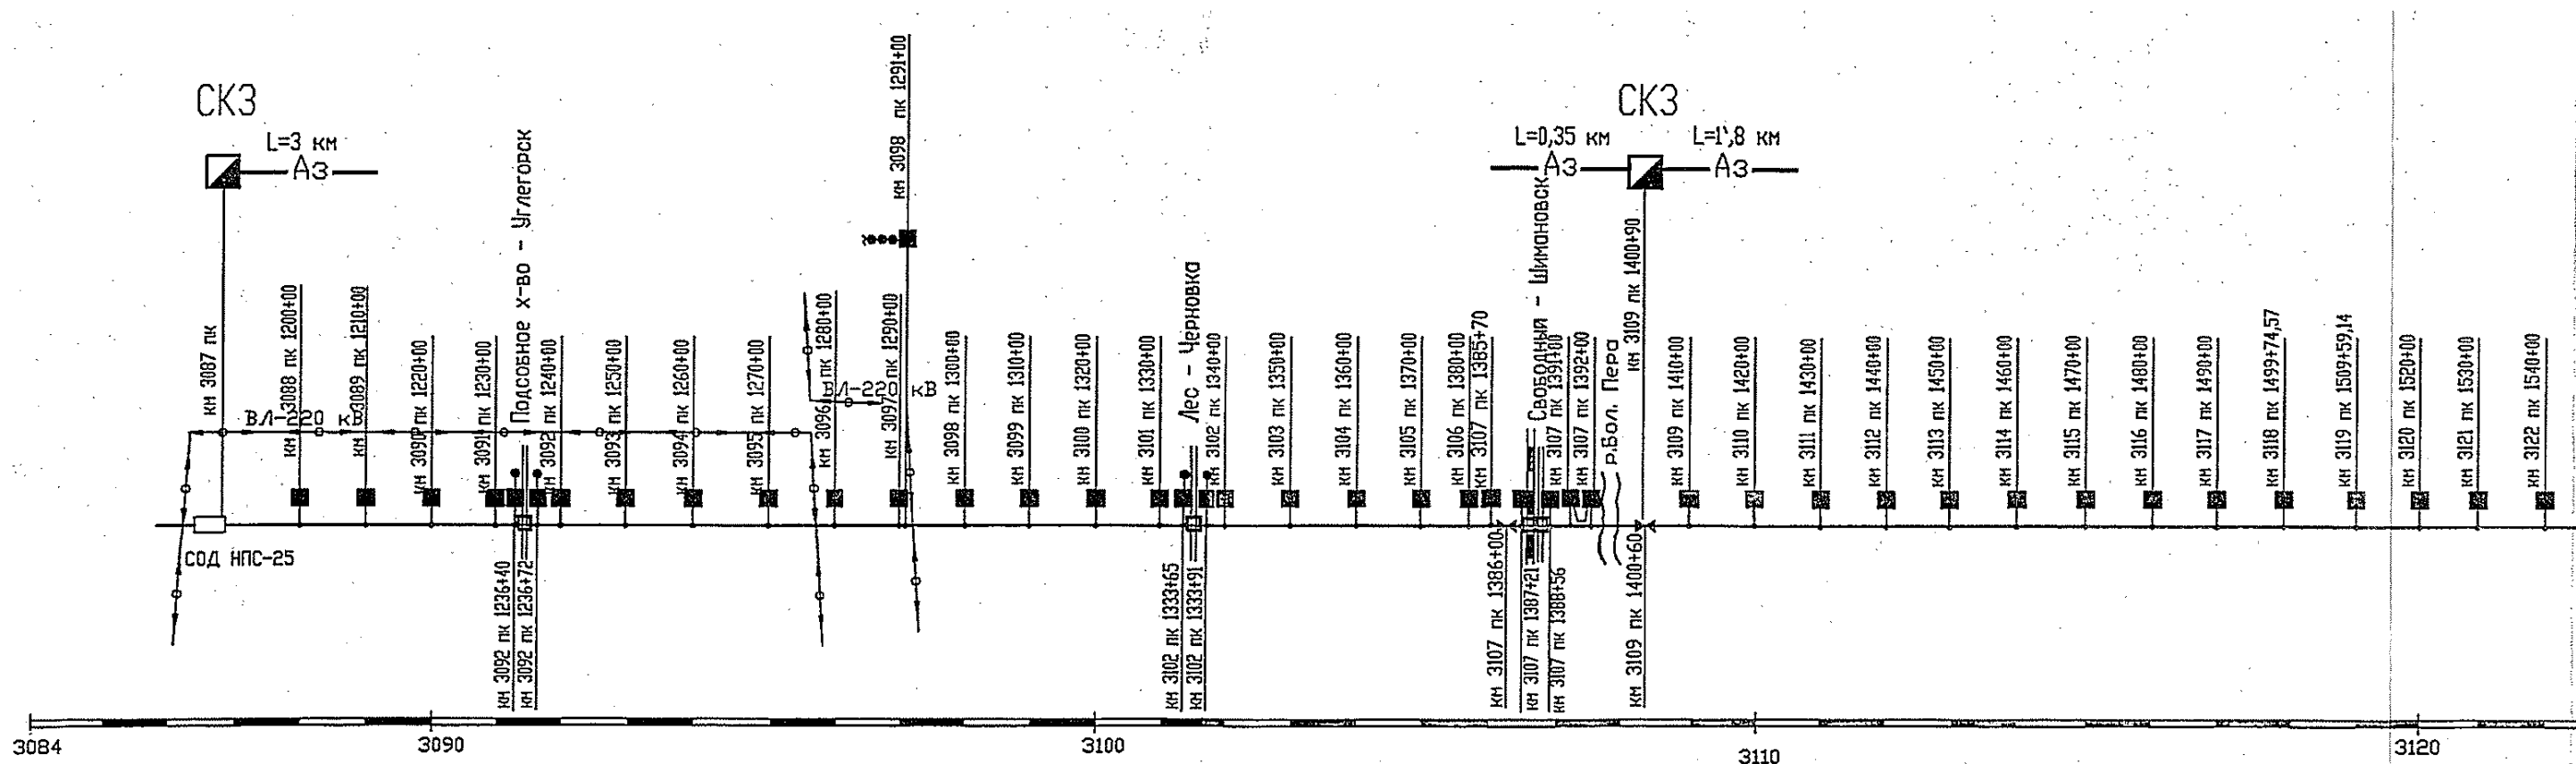 СКЗ
L=3 км
Аз
км 3087 пк
СОД НПС-25
ВЛ-220 кВ
км 3088 пк 1200+00
км 3089 пк 1210+00
км 3090 пк 1220+00
км 3091 пк 1230+00
Подсобное х-во - Углегорск
км 3092 пк 1240+00
км 3092 пк 1236+40
км 3092 пк 1236+72
км 3093 пк 1250+00
км 3094 пк 1260+00
км 3095 пк 1270+00
км 3096 пк 1280+00
ВЛ-220 кВ
км 3097 пк 1290+00
км 3098 пк 1291+00
км 3098 пк 1300+00
км 3099 пк 1310+00
км 3100 пк 1320+00
км 3101 пк 1330+00
Лес - Черновка
км 3102 пк 1340+00
км 3102 пк 1333+65
км 3102 пк 1333+91
км 3103 пк 1350+00
км 3104 пк 1360+00
км 3105 пк 1370+00
км 3106 пк 1380+00
км 3107 пк 1385+70
км 3107 пк 1386+00
Свободный - Шимановск
км 3107 пк 1387+21
км 3107 пк 1388+56
км 3107 пк 1391+00
км 3107 пк 1392+00
р.Бол. Пера
СКЗ
L=0,35 км
Аз
L=1,8 км
Аз
км 3109 пк 1400+90
км 3109 пк 1400+60
км 3109 пк 1410+00
км 3110 пк 1420+00
км 3111 пк 1430+00
км 3112 пк 1440+00
км 3113 пк 1450+00
км 3114 пк 1460+00
км 3115 пк 1470+00
км 3116 пк 1480+00
км 3117 пк 1490+00
км 3118 пк 1499+74,57
км 3119 пк 1509+59,14
км 3120 пк 1520+00
км 3121 пк 1530+00
км 3122 пк 1540+00
3084
3090
3100
3110
3120